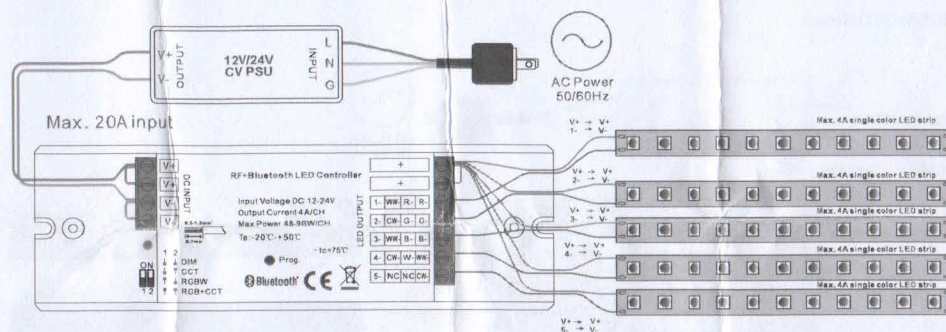 V+
V-
OUTPUT
12V/24V
CV PSU
INPUT
L
N
G
AC Power
50/60Hz
Max. 20A input
V+
V+
V-
V-
DC INPUT
RF+Bluetooth LED Controller
Input Voltage DC 12-24V
Output Current 4A/CH
Max Power 48-96W/CH
Ta:-20°C-+50°C
tc=75°C
Prog.
Bluetooth
CE
ON
1 2
1 2
DIM
CCT
RGBW
RGB+CCT
LED OUTPUT
+
+
1- WW- R- R-
2- CW- G- G-
3- WW- B- B-
4- CW- W- WW-
5- NC NC CW-
V+ → V+
1- → V-
Max. 4A single color LED strip
V+ → V+
2- → V-
Max. 4A single color LED strip
V+ → V+
3- → V-
Max. 4A single color LED strip
V+ → V+
4- → V-
Max. 4A single color LED strip
V+ → V+
5- → V-
Max. 4A single color LED strip